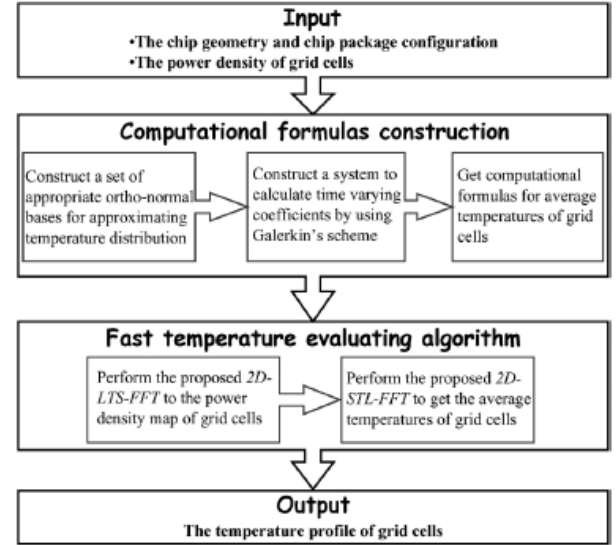 Input
•The chip geometry and chip package configuration
•The power density of grid cells
Computational formulas construction
Construct a set of
appropriate ortho-normal
bases for approximating
temperature distribution
Construct a system to
calculate time varying
coefficients by using
Galerkin's scheme
Get computational
formulas for average
temperatures of grid
cells
Fast temperature evaluating algorithm
Perform the proposed 2D-
LTS-FFT to the power
density map of grid cells
Perform the proposed 2D-
STL-FFT to get the average
temperatures of grid cells
Output
The temperature profile of grid cells